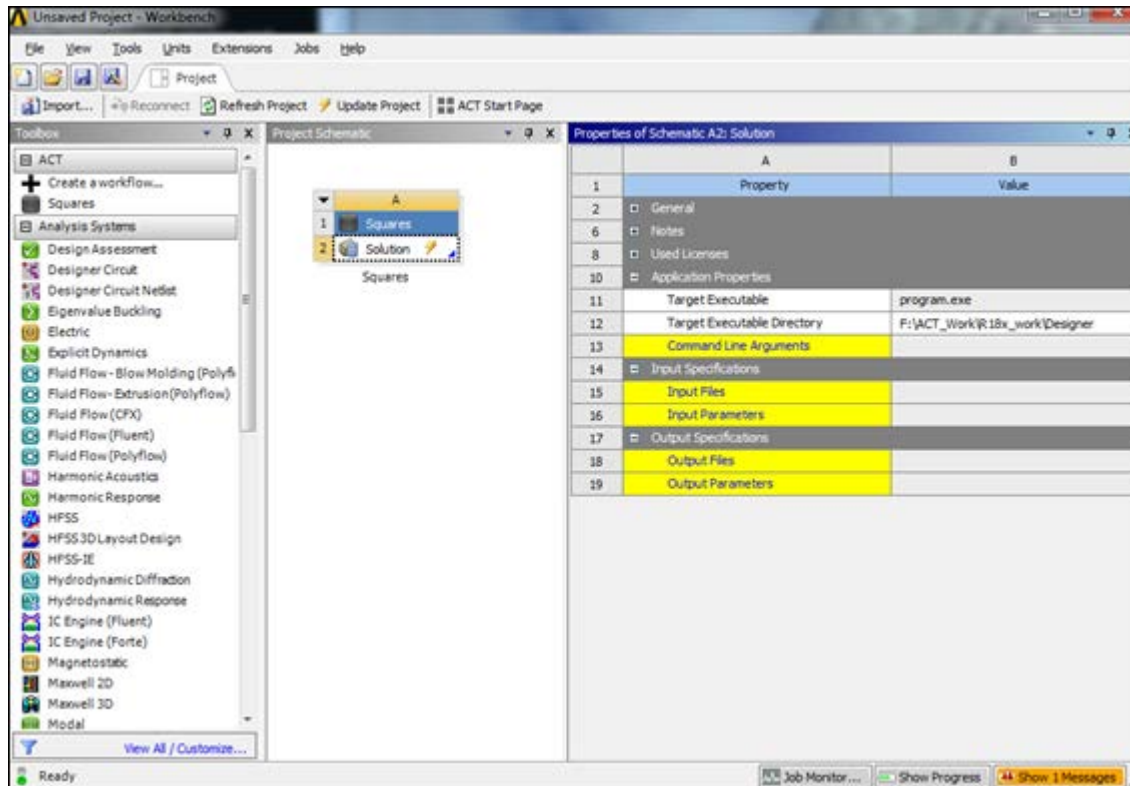 Unsaved Project - Workbench
File View Tools Units Extensions Jobs Help
Project
Import... Reconnect Refresh Project Update Project ACT Start Page
Toolbox
ACT
Create a workflow...
Squares
Analysis Systems
Design Assessment
Designer Circuit
Designer Circuit Netlist
Eigenvalue Buckling
Electric
Explicit Dynamics
Fluid Flow - Blow Molding (Polyfl
Fluid Flow - Extrusion (Polyflow)
Fluid Flow (CFX)
Fluid Flow (Fluent)
Fluid Flow (Polyflow)
Harmonic Acoustics
Harmonic Response
HFSS
HFSS 3D Layout Design
HFSS-IE
Hydrodynamic Diffraction
Hydrodynamic Response
IC Engine (Fluent)
IC Engine (Forte)
Magnetostatic
Maxwell 2D
Maxwell 3D
Modal
View All / Customize...
Project Schematic
A
1 Squares
2 Solution
Squares
Properties of Schematic A2: Solution
A B
1 Property Value
2 General
6 Notes
8 Used Licenses
10 Application Properties
11 Target Executable program.exe
12 Target Executable Directory F:\ACT_Work\R18x_work\Designer
13 Command Line Arguments
14 Input Specifications
15 Input Files
16 Input Parameters
17 Output Specifications
18 Output Files
19 Output Parameters
Ready Job Monitor... Show Progress Show 1 Messages